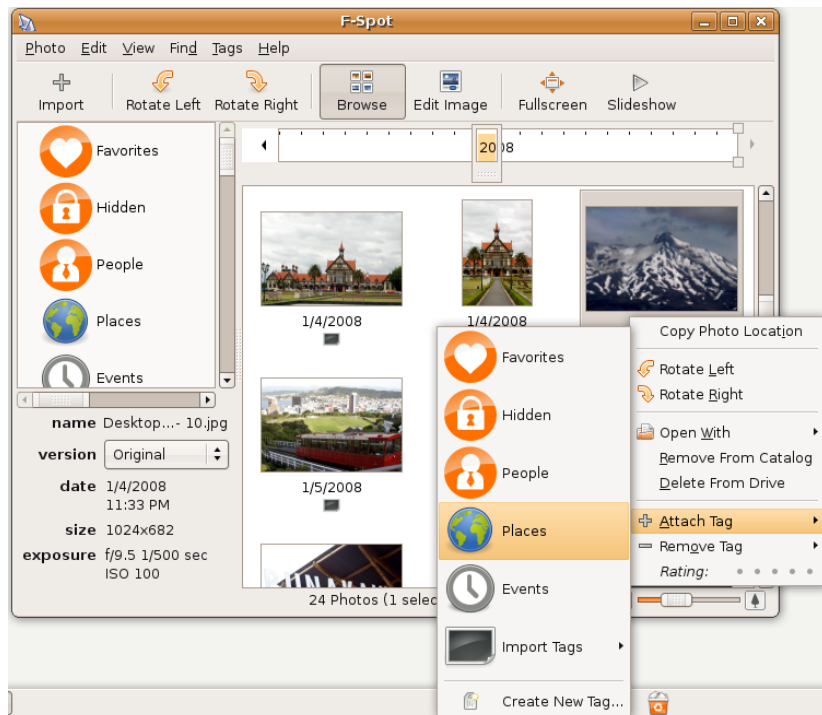 F-Spot
Photo Edit View Find Tags Help
Import Rotate Left Rotate Right Browse Edit Image Fullscreen Slideshow
Favorites
Hidden
People
Places
Events
2008
1/4/2008
1/4/2008
1/5/2008
name Desktop...- 10.jpg
version Original
date 1/4/2008
11:33 PM
size 1024x682
exposure f/9.5 1/500 sec
ISO 100
24 Photos (1 selec
Favorites
Hidden
People
Places
Events
Import Tags
Create New Tag...
Copy Photo Location
Rotate Left
Rotate Right
Open With
Remove From Catalog
Delete From Drive
Attach Tag
Remove Tag
Rating: